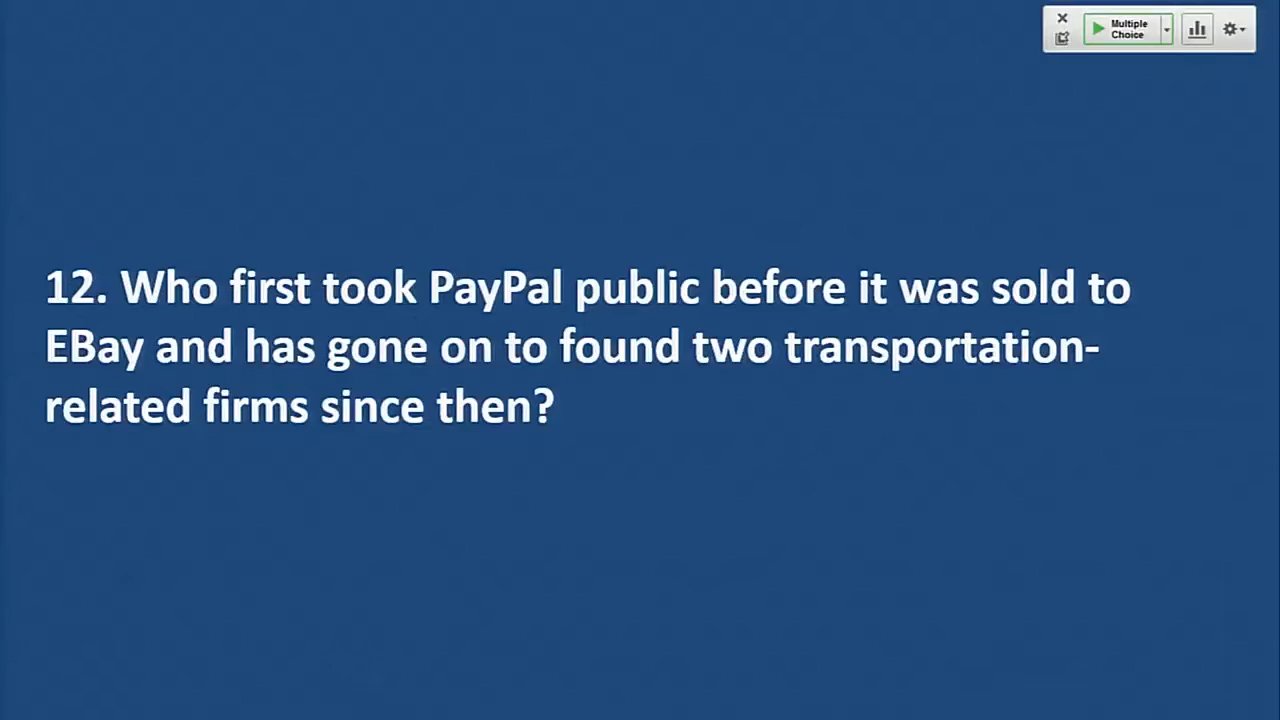 Multiple
Choice
12. Who first took PayPal public before it was sold to
EBay and has gone on to found two transportation-
related firms since then?